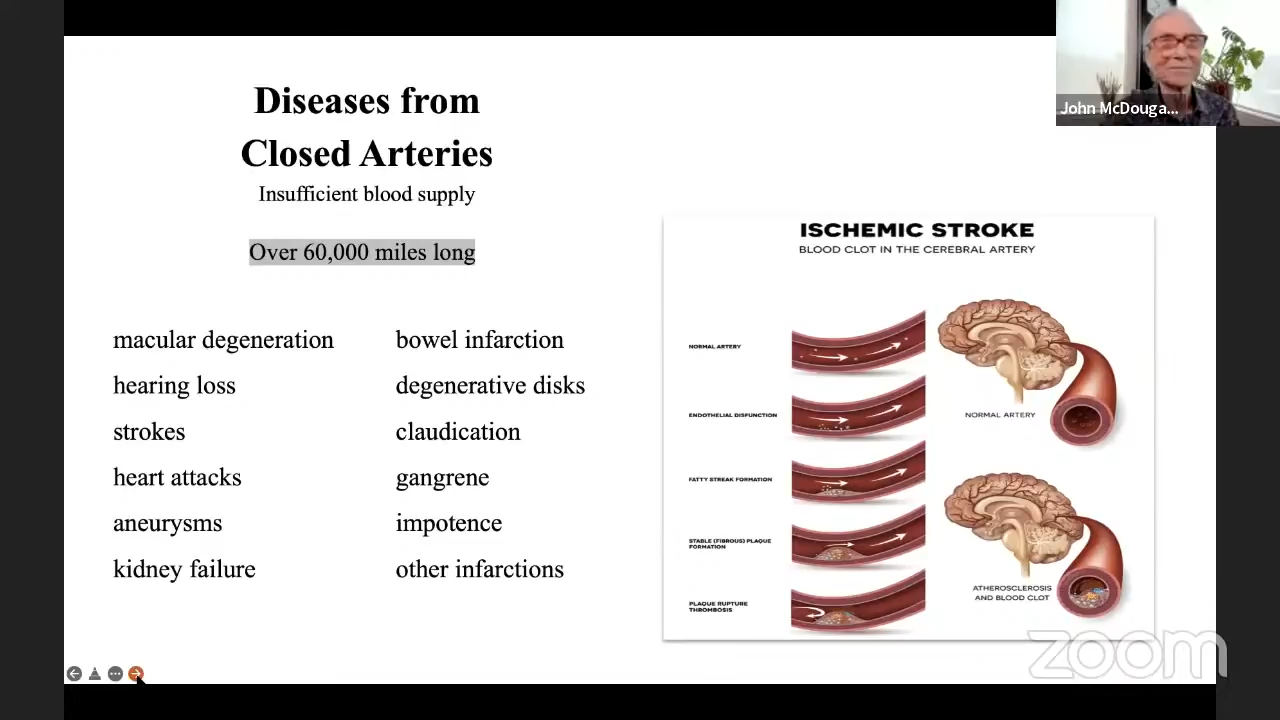 John McDouga...
Diseases from
Closed Arteries
Insufficient blood supply
Over 60,000 miles long
macular degeneration
hearing loss
strokes
heart attacks
aneurysms
kidney failure
bowel infarction
degenerative disks
claudication
gangrene
impotence
other infarctions
ISCHEMIC STROKE
BLOOD CLOT IN THE CEREBRAL ARTERY
NORMAL ARTERY
ENDOTHELIAL DISFUNCTION
FATTY STREAK FORMATION
STABLE (FIBROUS) PLAQUE
FORMATION
PLAQUE RUPTURE
THROMBOSIS
NORMAL ARTERY
ATHEROSCLEROSIS
AND BLOOD CLOT
zoom